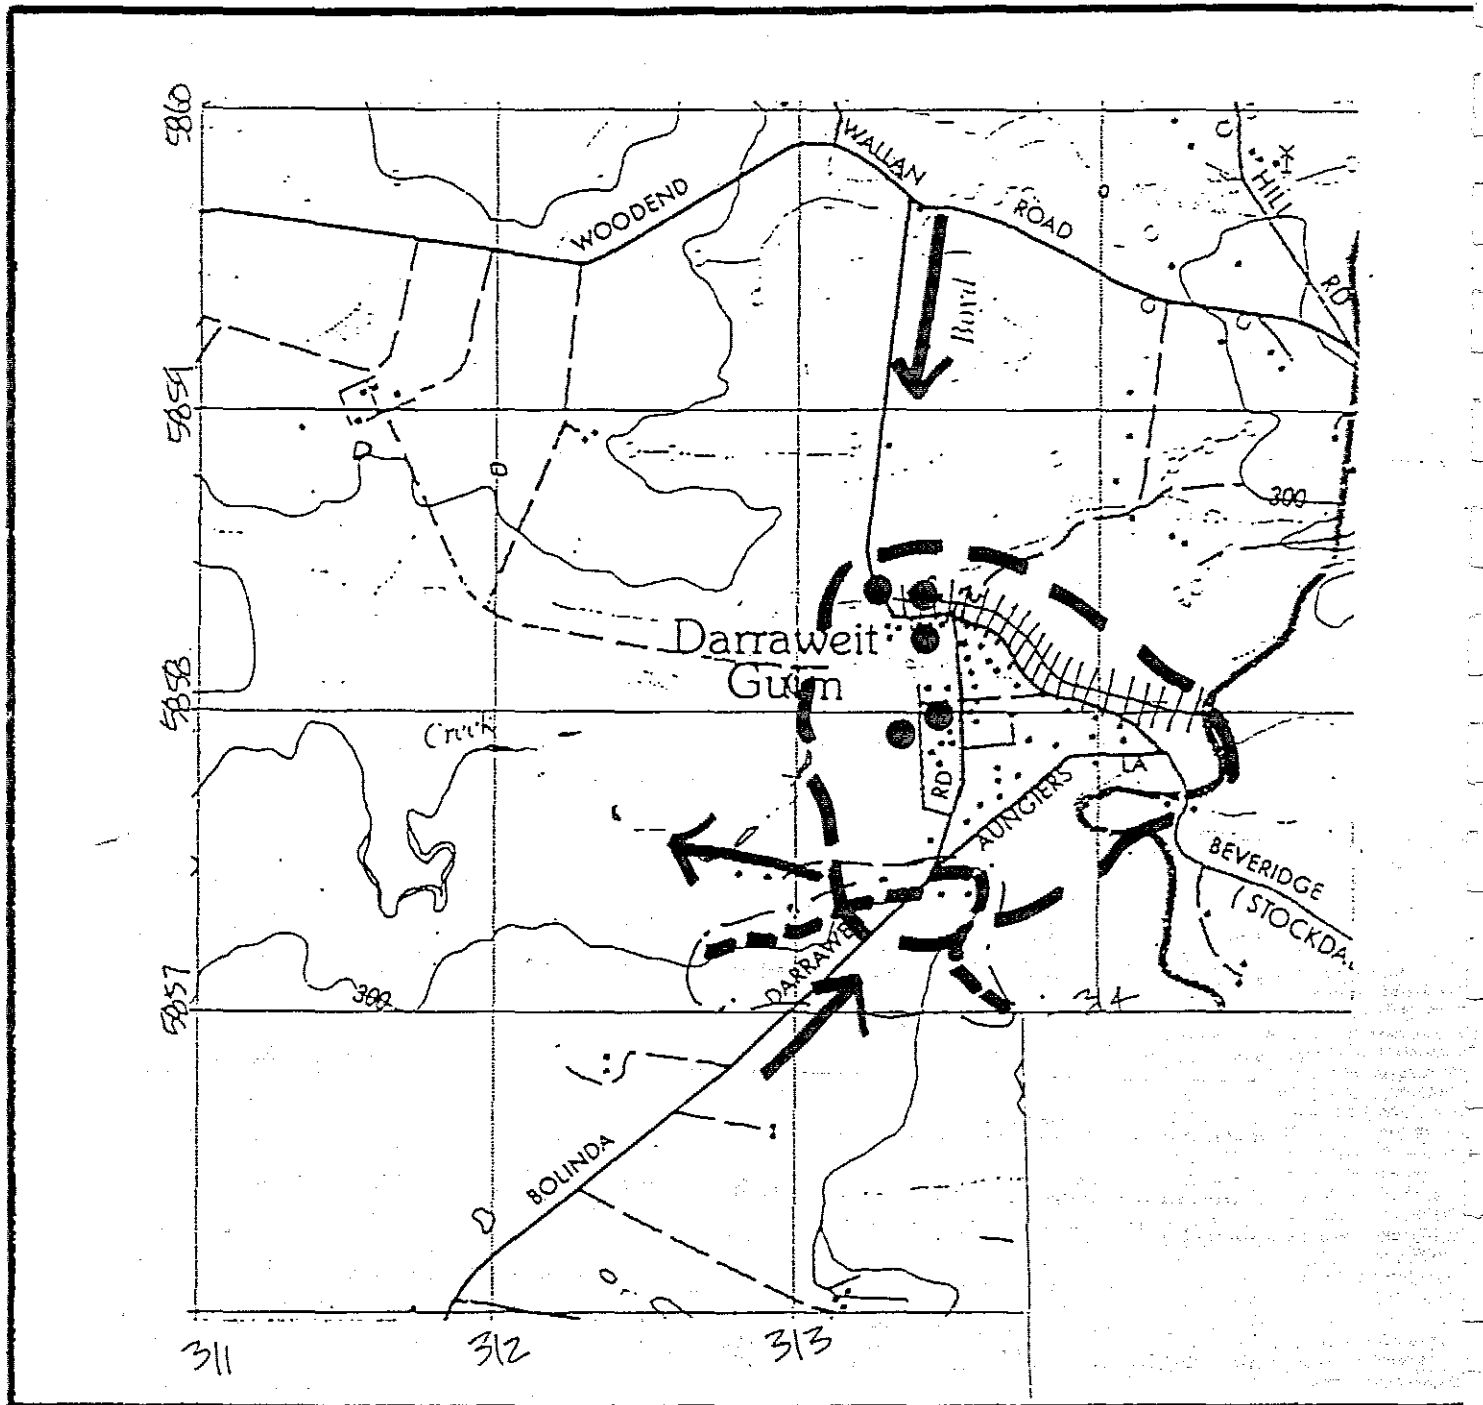 5860
WOODEND
WALLAN
ROAD
HILL
RD
Boyd
5859
300
Darraweit
Guim
5858
Creek
RD
AUNGIERS
LA
BEVERIDGE
(STOCKDA
DARRAWE
5857
300
34
BOLINDA
311
312
313